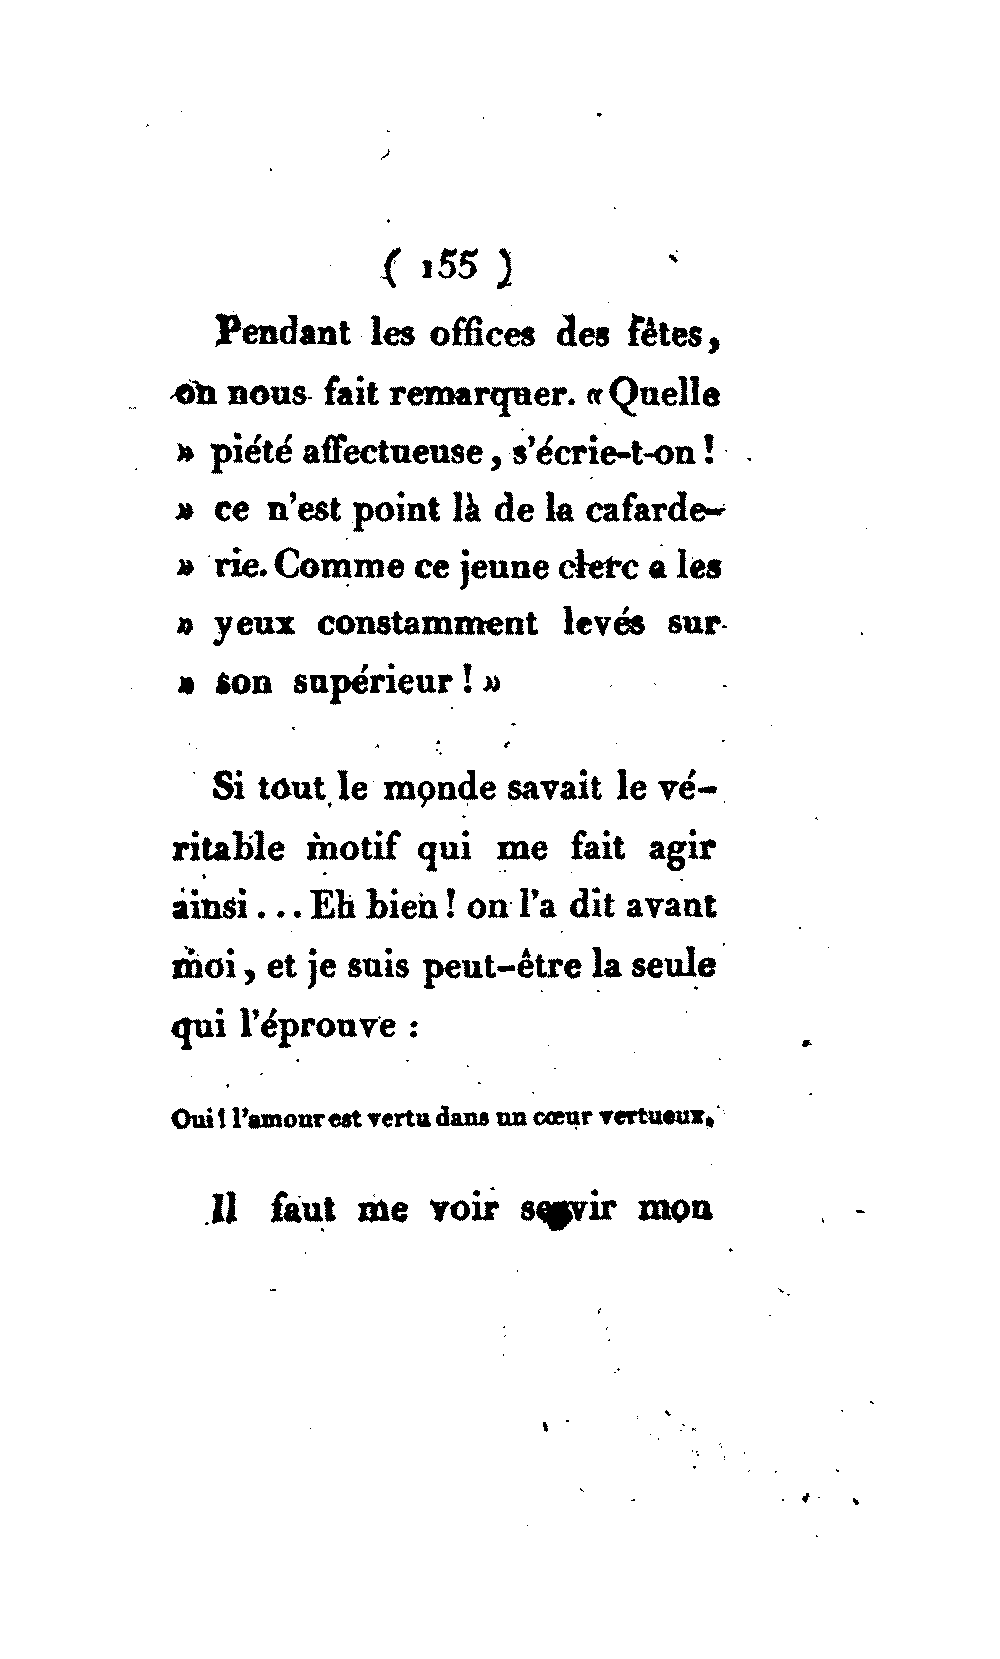 ( 155 )
Pendant les offices des fêtes,
on nous fait remarquer. « Quelle
» piété affectueuse, s'écrie-t-on !
» ce n'est point là de la cafarde-
» rie. Comme ce jeune clerc a les
» yeux constamment levés sur
» son supérieur ! »
Si tout le monde savait le vé-
ritable motif qui me fait agir
ainsi... Eh bien ! on l'a dit avant
moi, et je suis peut-être la seule
qui l'éprouve :
Oui ! l'amour est vertu dans un cœur vertueux.
Il faut me voir servir mon